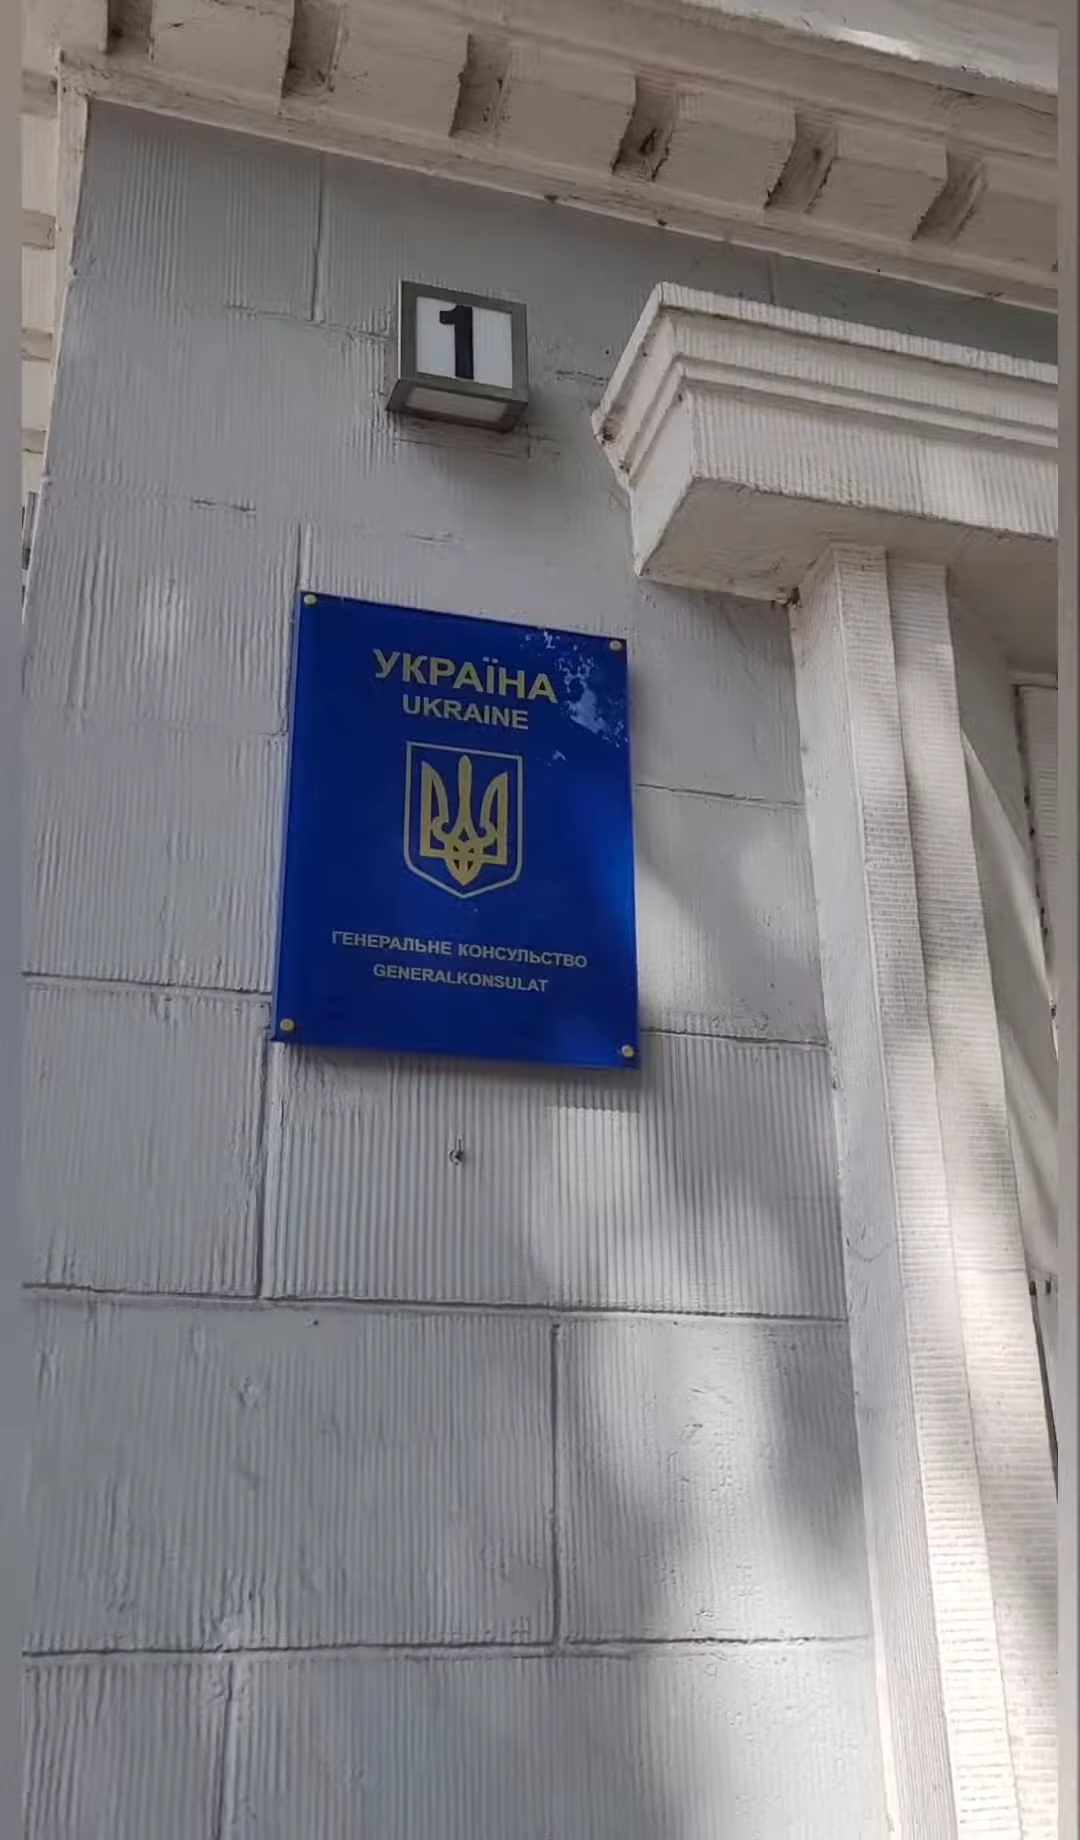 1
УКРАЇНА
UKRAINE
ГЕНЕРАЛЬНЕ КОНСУЛЬСТВО
GENERALKONSULAT